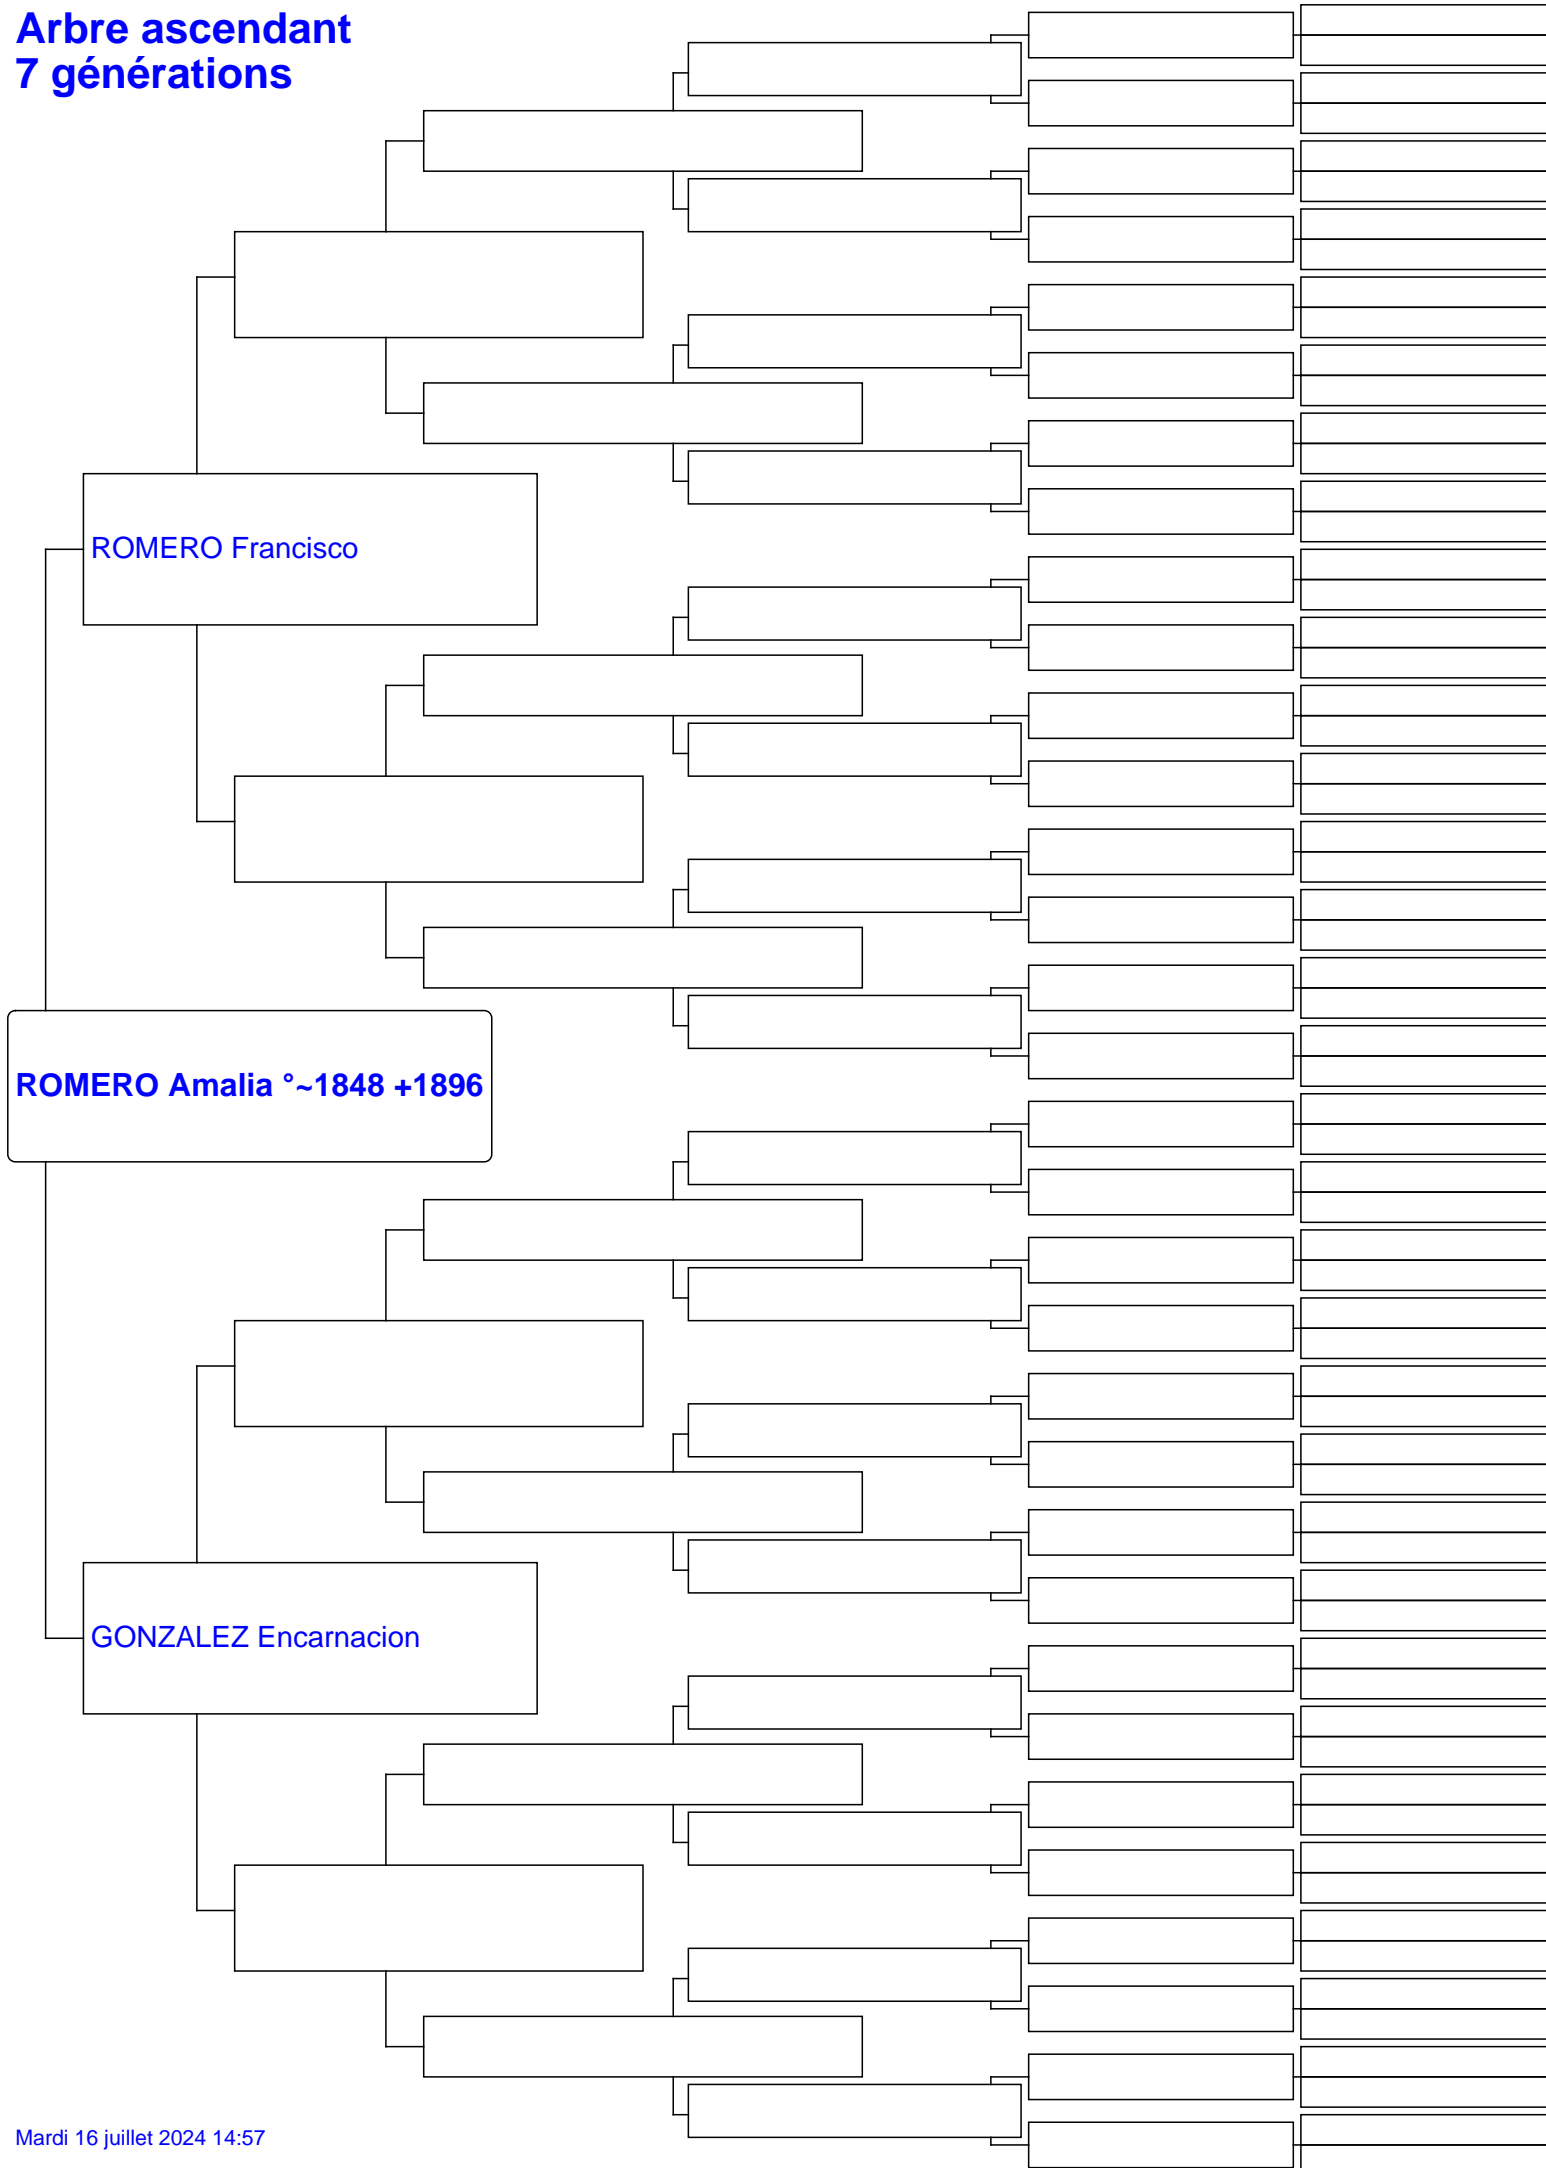 Arbre ascendant
7 générations
ROMERO Francisco
ROMERO Amalia °~1848 +1896
GONZALEZ Encarnacion
Mardi 16 juillet 2024 14:57